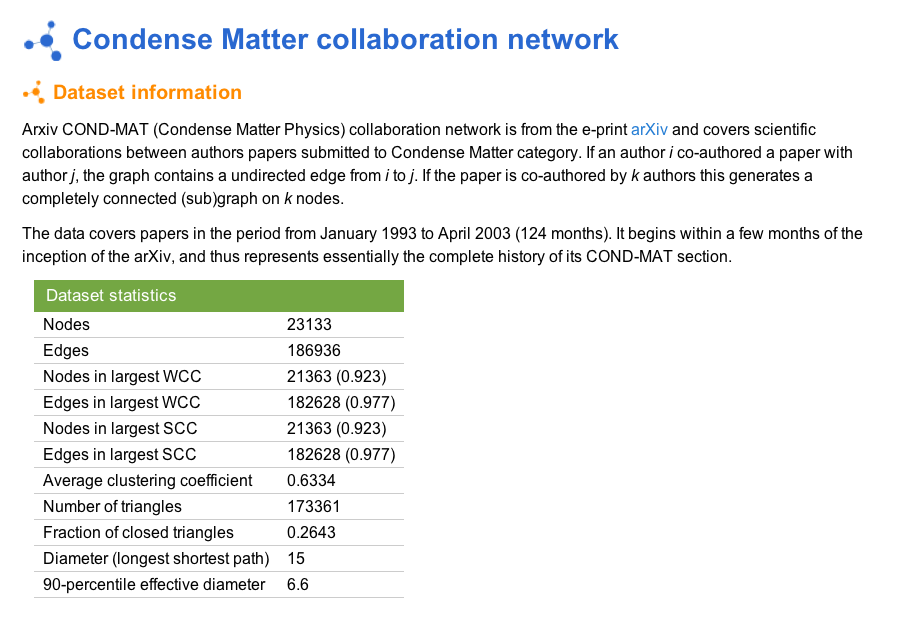 Condense Matter collaboration network
Dataset information
Arxiv COND-MAT (Condense Matter Physics) collaboration network is from the e-print arXiv and covers scientific
collaborations between authors papers submitted to Condense Matter category. If an author i co-authored a paper with
author j, the graph contains a undirected edge from i to j. If the paper is co-authored by k authors this generates a
completely connected (sub)graph on k nodes.
The data covers papers in the period from January 1993 to April 2003 (124 months). It begins within a few months of the
inception of the arXiv, and thus represents essentially the complete history of its COND-MAT section.
Dataset statistics
Nodes 23133
Edges 186936
Nodes in largest WCC 21363 (0.923)
Edges in largest WCC 182628 (0.977)
Nodes in largest SCC 21363 (0.923)
Edges in largest SCC 182628 (0.977)
Average clustering coefficient 0.6334
Number of triangles 173361
Fraction of closed triangles 0.2643
Diameter (longest shortest path) 15
90-percentile effective diameter 6.6